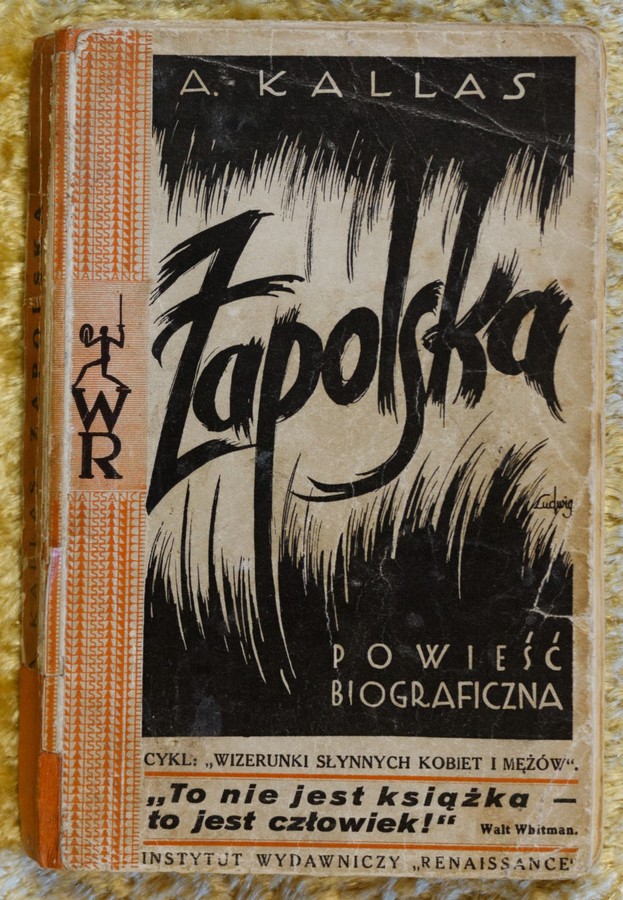 A. KALLAS
Zapolska
Ludwig
POWIEŚĆ
BIOGRAFICZNA
WR
CYKL: „WIZERUNKI SŁYNNYCH KOBIET I MĘŻÓW“.
„To nie jest książka —
to jest człowiek!“ Walt Whitman.
INSTYTUT WYDAWNICZY „RENAISSANCE“
A. KALLAS ZAPOLSKA